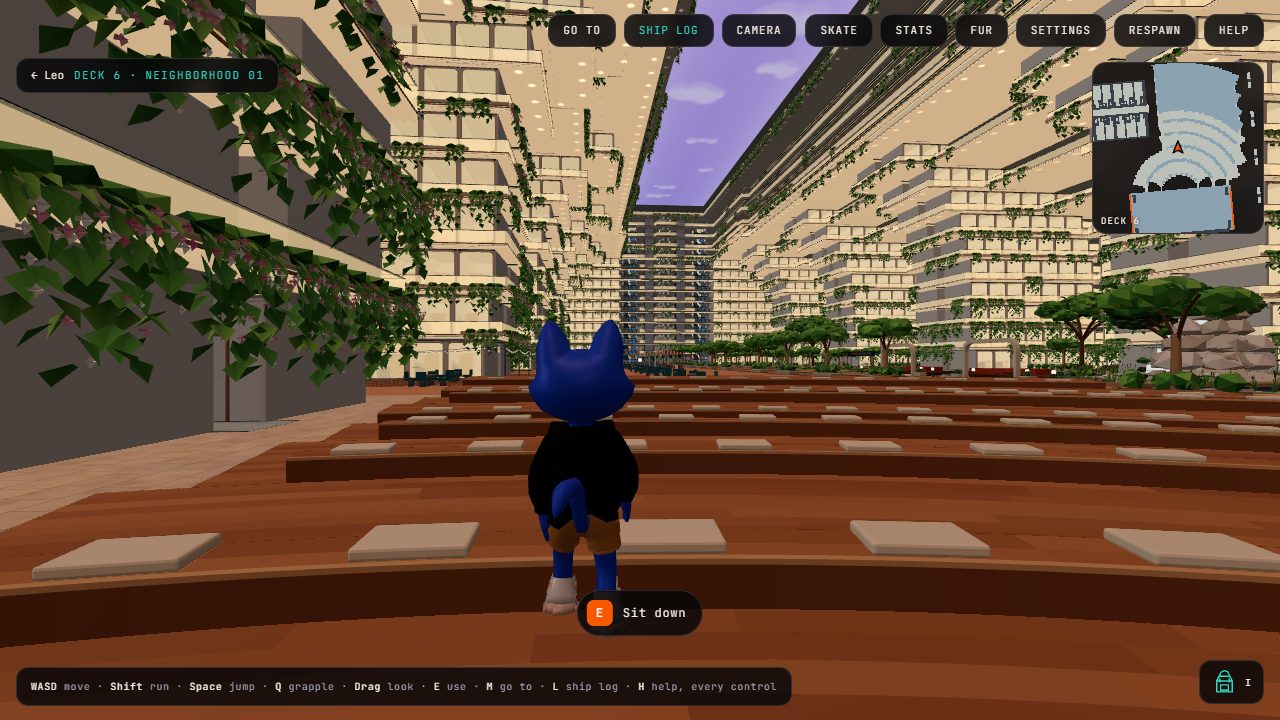 GO TO
SHIP LOG
CAMERA
SKATE
STATS
FUR
SETTINGS
RESPAWN
HELP
← Leo DECK 6 · NEIGHBORHOOD 01
DECK 6
E Sit down
WASD move · Shift run · Space jump · Q grapple · Drag look · E use · M go to · L ship log · H help, every control
I